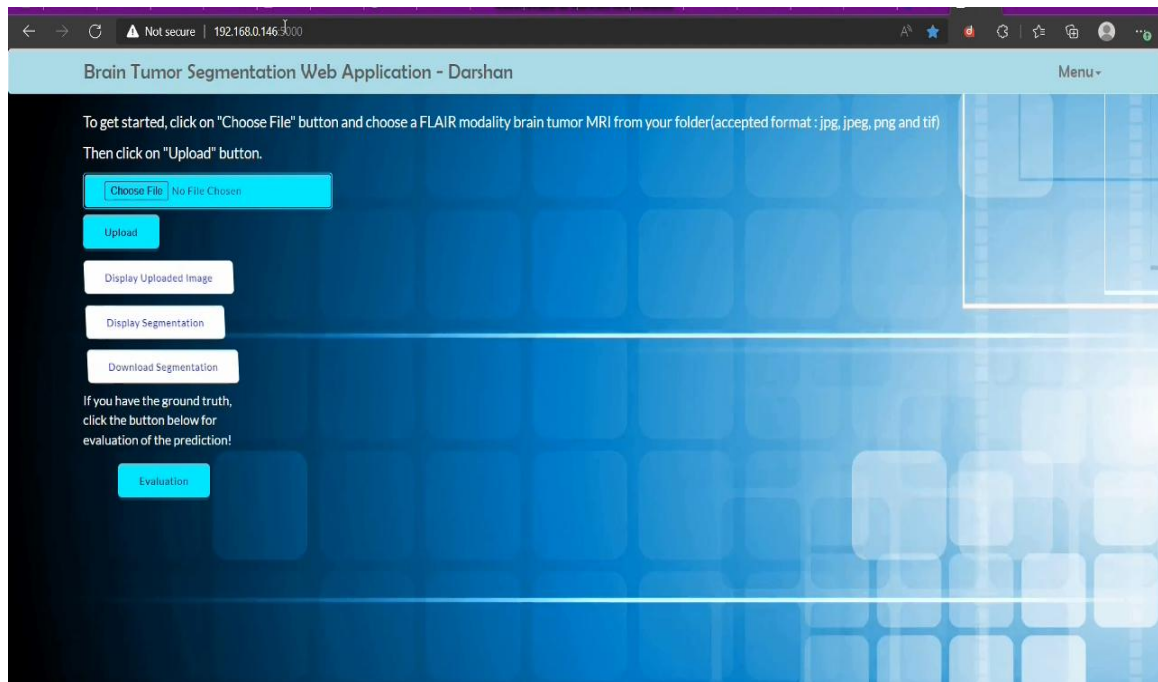 Not secure | 192.168.0.146:5000
Brain Tumor Segmentation Web Application - Darshan
Menu
To get started, click on "Choose File" button and choose a FLAIR modality brain tumor MRI from your folder(accepted format : jpg, jpeg, png and tif)
Then click on "Upload" button.
Choose File No File Chosen
Upload
Display Uploaded Image
Display Segmentation
Download Segmentation
If you have the ground truth,
click the button below for
evaluation of the prediction!
Evaluation